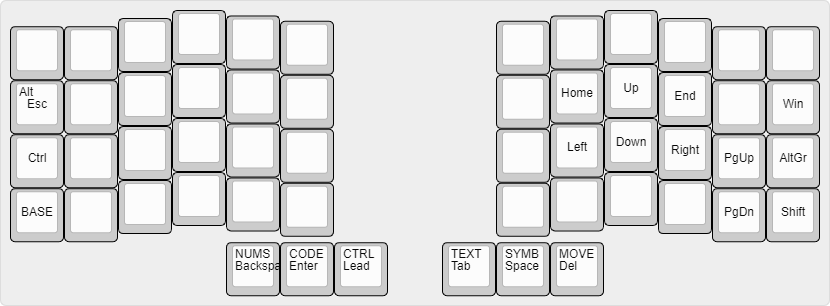 Alt
Esc
Home
Up
End
Win
Ctrl
Left
Down
Right
PgUp
AltGr
BASE
PgDn
Shift
NUMS
Backspa
CODE
Enter
CTRL
Lead
TEXT
Tab
SYMB
Space
MOVE
Del